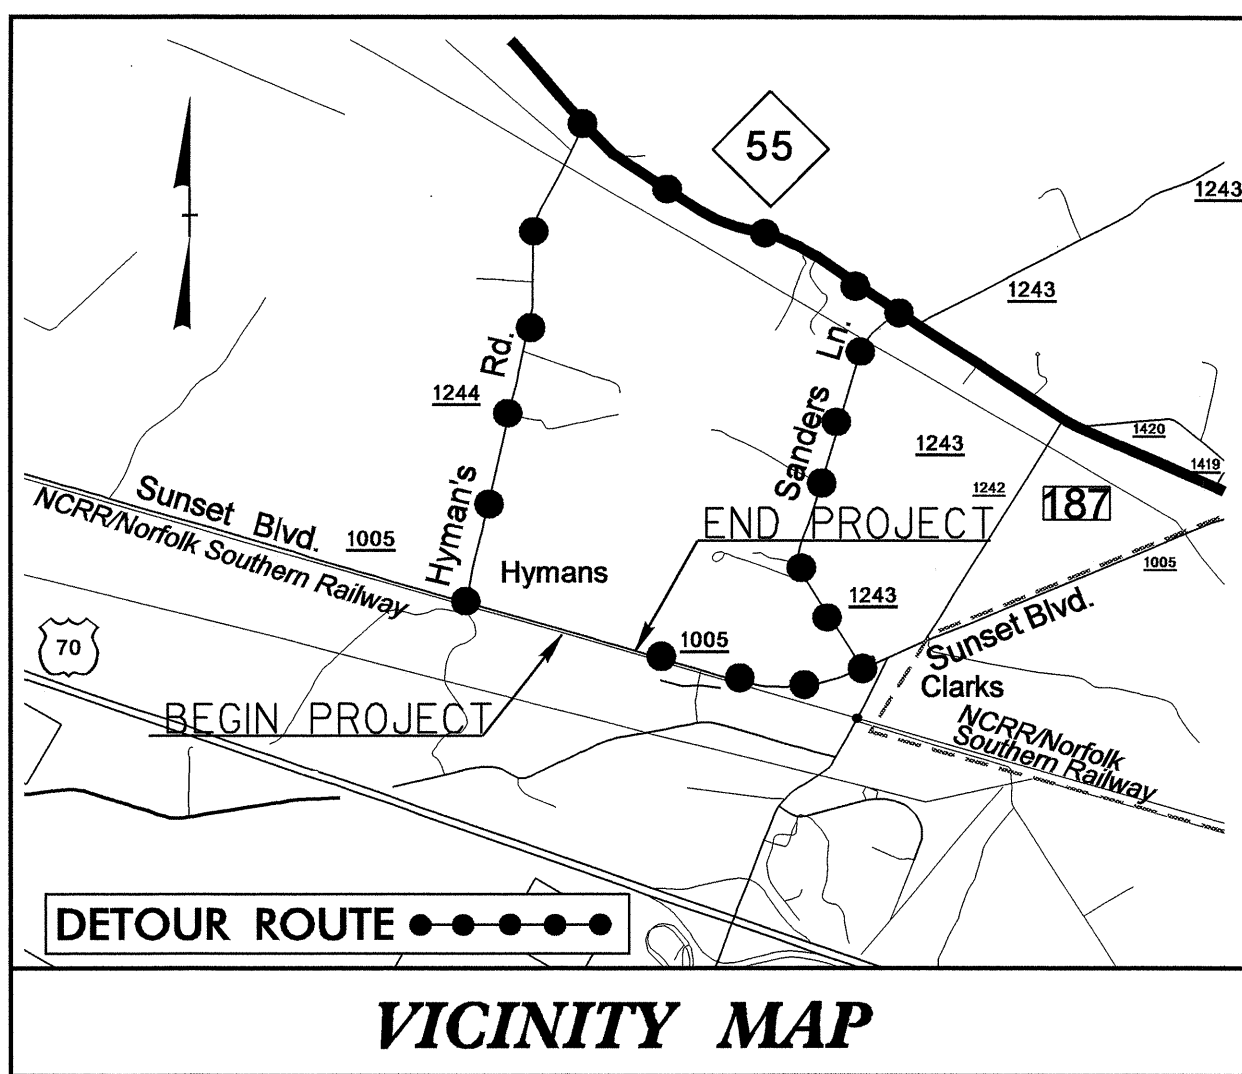 55
1243
1243
Ln.
Rd.
1244
Sanders
1243
1420
1419
1242
187
Hyman's
Sunset Blvd.
1005
END PROJECT
NCRR/Norfolk Southern Railway
Hymans
1005
1243
1005
70
Sunset Blvd.
Clarks
BEGIN PROJECT
NCRR/Norfolk
Southern Railway
DETOUR ROUTE
VICINITY MAP